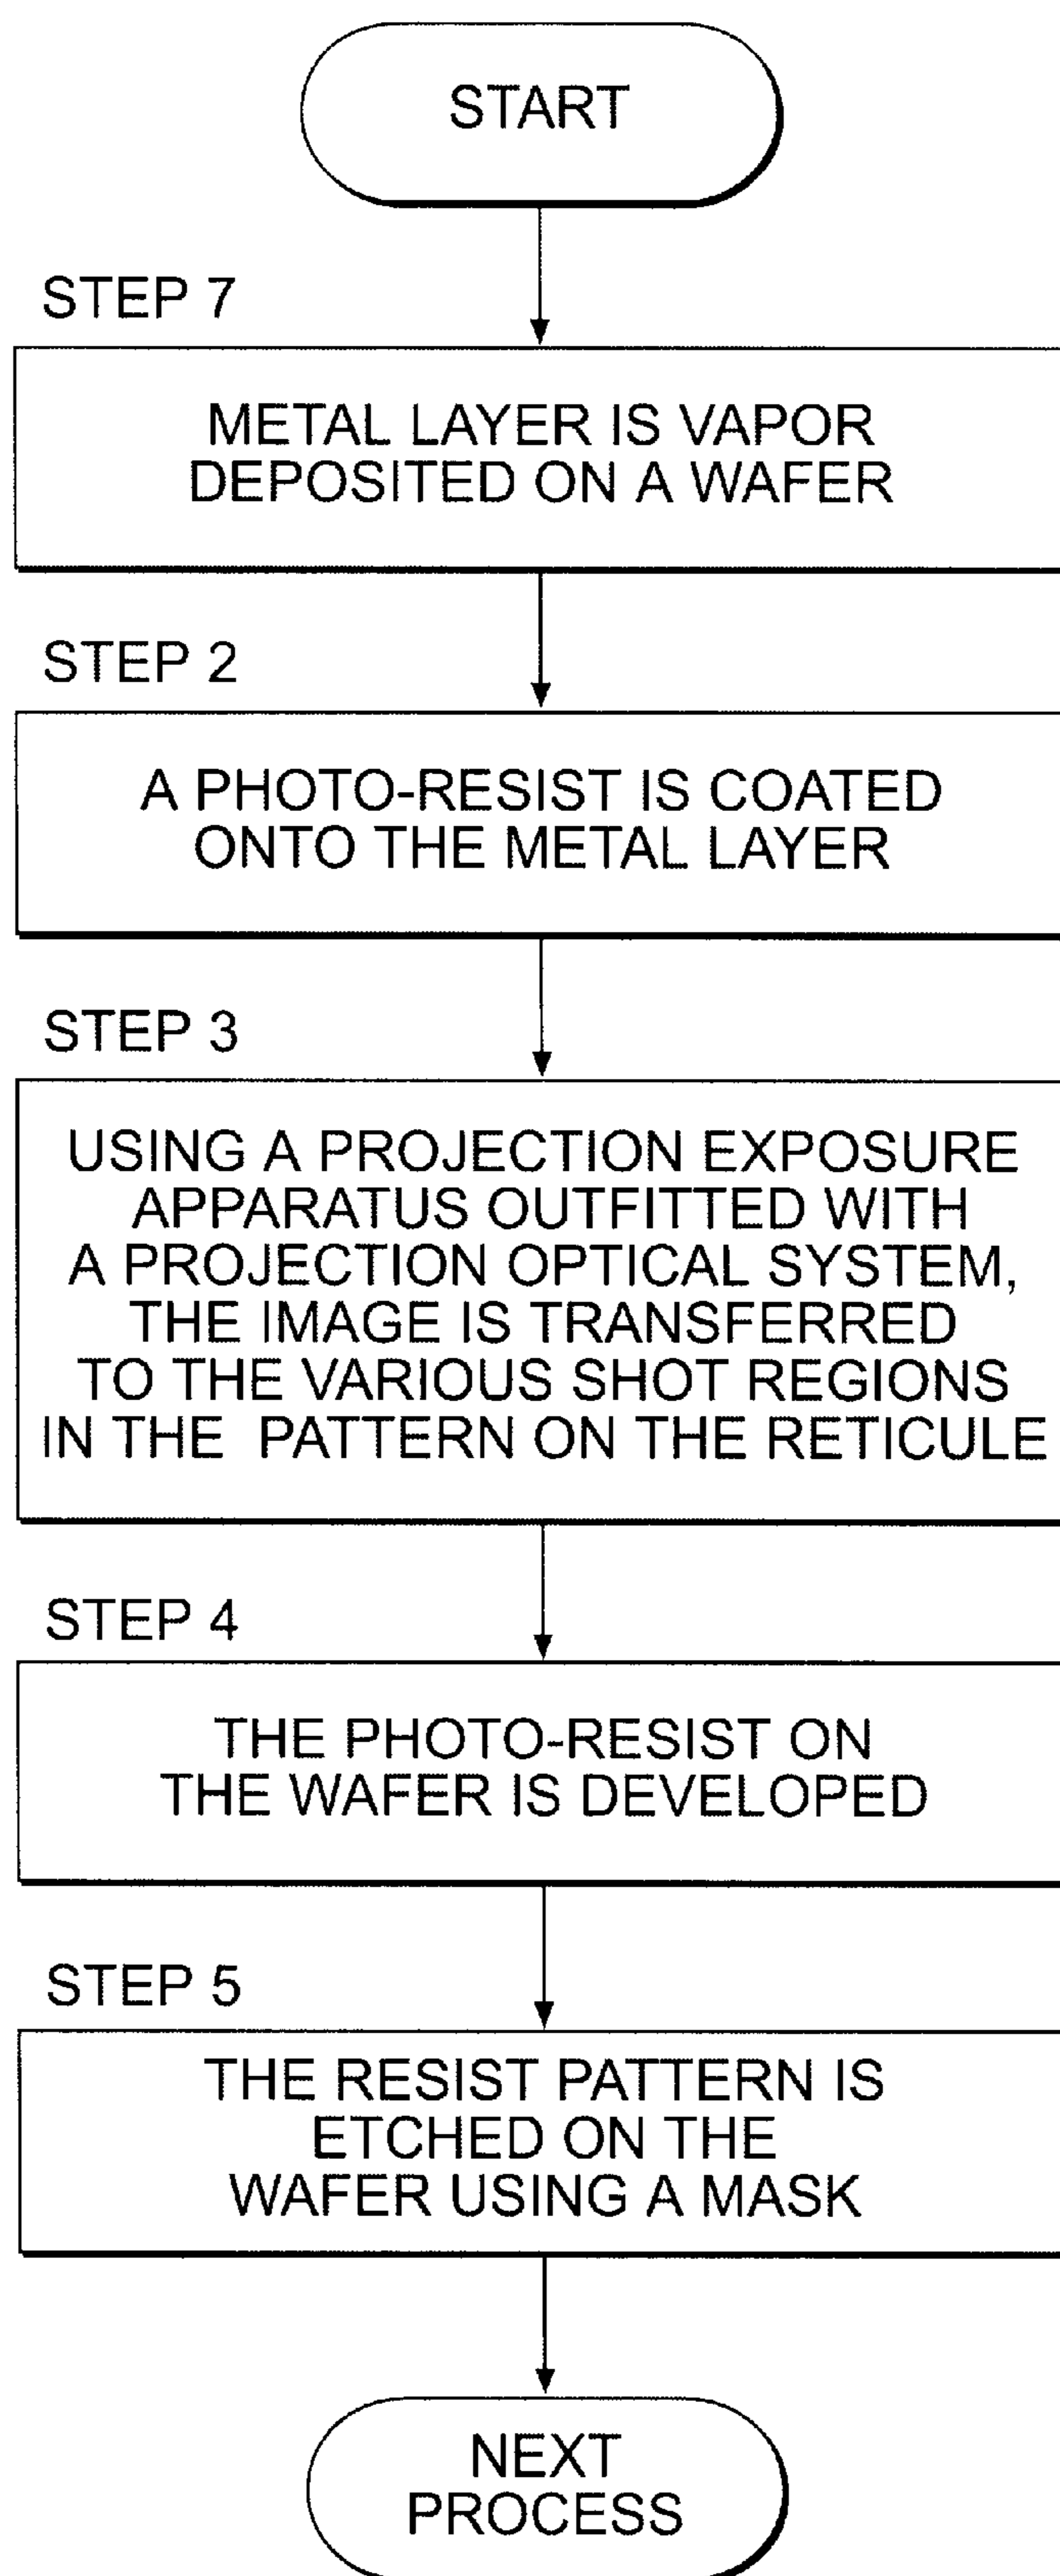 START
STEP 7
METAL LAYER IS VAPOR
DEPOSITED ON A WAFER
STEP 2
A PHOTO-RESIST IS COATED
ONTO THE METAL LAYER
STEP 3
USING A PROJECTION EXPOSURE
APPARATUS OUTFITTED WITH
A PROJECTION OPTICAL SYSTEM,
THE IMAGE IS TRANSFERRED
TO THE VARIOUS SHOT REGIONS
IN THE PATTERN ON THE RETICULE
STEP 4
THE PHOTO-RESIST ON
THE WAFER IS DEVELOPED
STEP 5
THE RESIST PATTERN IS
ETCHED ON THE
WAFER USING A MASK
NEXT
PROCESS